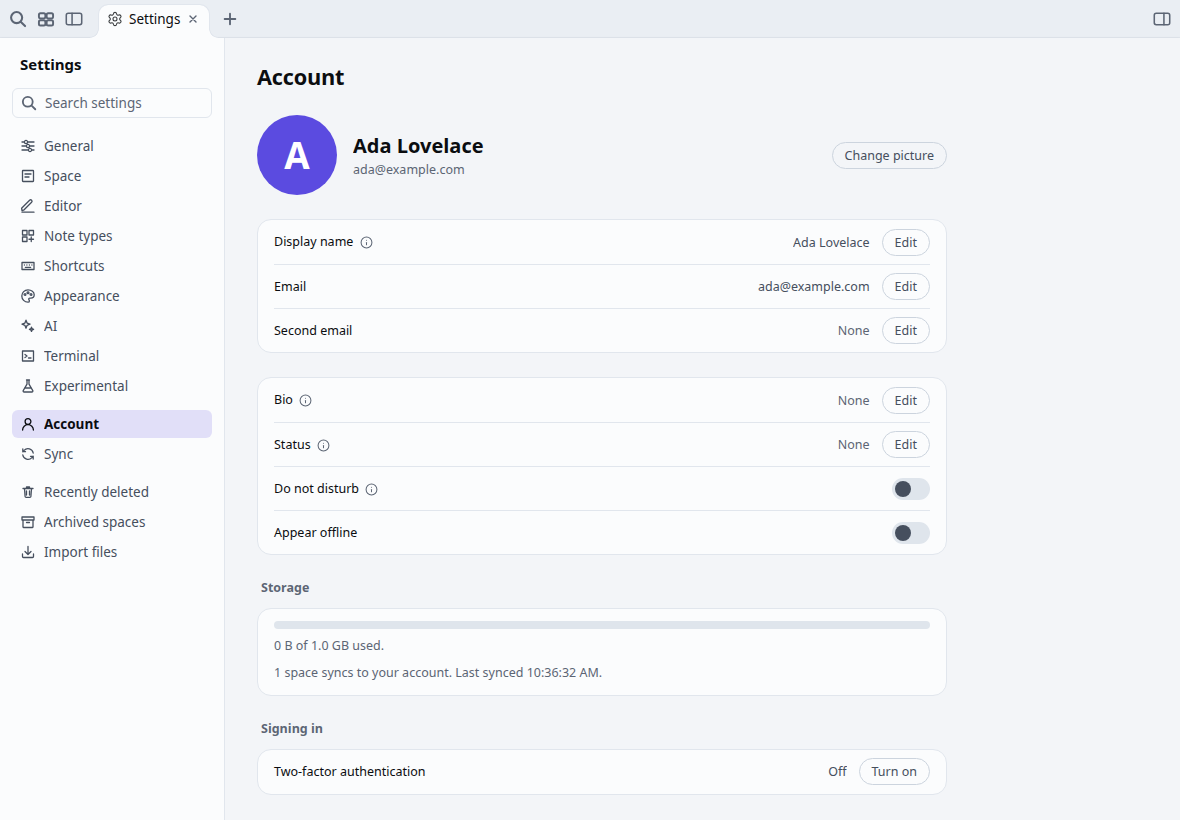 Settings
Settings
Search settings
General
Space
Editor
Note types
Shortcuts
Appearance
AI
Terminal
Experimental
Account
Sync
Recently deleted
Archived spaces
Import files
Account
A
Ada Lovelace
ada@example.com
Change picture
Display name Ada Lovelace Edit
Email ada@example.com Edit
Second email None Edit
Bio None Edit
Status None Edit
Do not disturb
Appear offline
Storage
0 B of 1.0 GB used.
1 space syncs to your account. Last synced 10:36:32 AM.
Signing in
Two-factor authentication Off Turn on